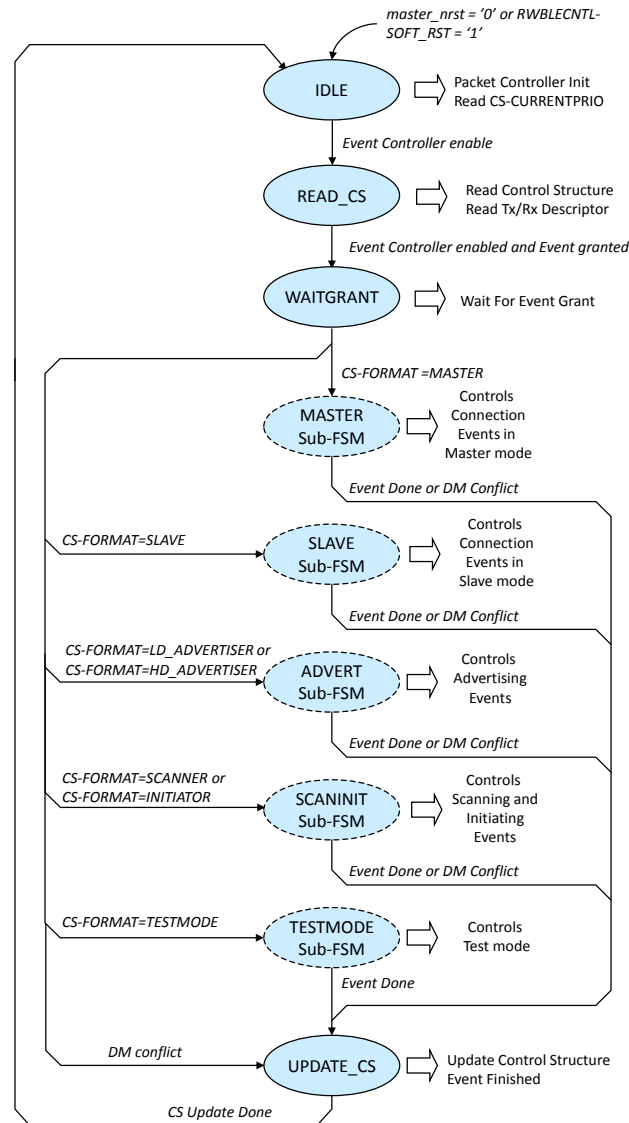 master_nrst = ’0’ or RWBLECNTL-
SOFT_RST = ‘1’
IDLE
Packet Controller Init
Read CS-CURRENTPRIO
Event Controller enable
READ_CS
Read Control Structure
Read Tx/Rx Descriptor
Event Controller enabled and Event granted
WAITGRANT
Wait For Event Grant
CS-FORMAT =MASTER
MASTER
Sub-FSM
Controls
Connection
Events in
Master mode
Event Done or DM Conflict
CS-FORMAT=SLAVE
SLAVE
Sub-FSM
Controls
Connection
Events in
Slave mode
Event Done or DM Conflict
CS-FORMAT=LD_ADVERTISER or
CS-FORMAT=HD_ADVERTISER
ADVERT
Sub-FSM
Controls
Advertising
Events
Event Done or DM Conflict
CS-FORMAT=SCANNER or
CS-FORMAT=INITIATOR
SCANINIT
Sub-FSM
Controls
Scanning and
Initiating
Events
Event Done or DM Conflict
CS-FORMAT=TESTMODE
TESTMODE
Sub-FSM
Controls
Test mode
Event Done
DM conflict
UPDATE_CS
Update Control Structure
Event Finished
CS Update Done